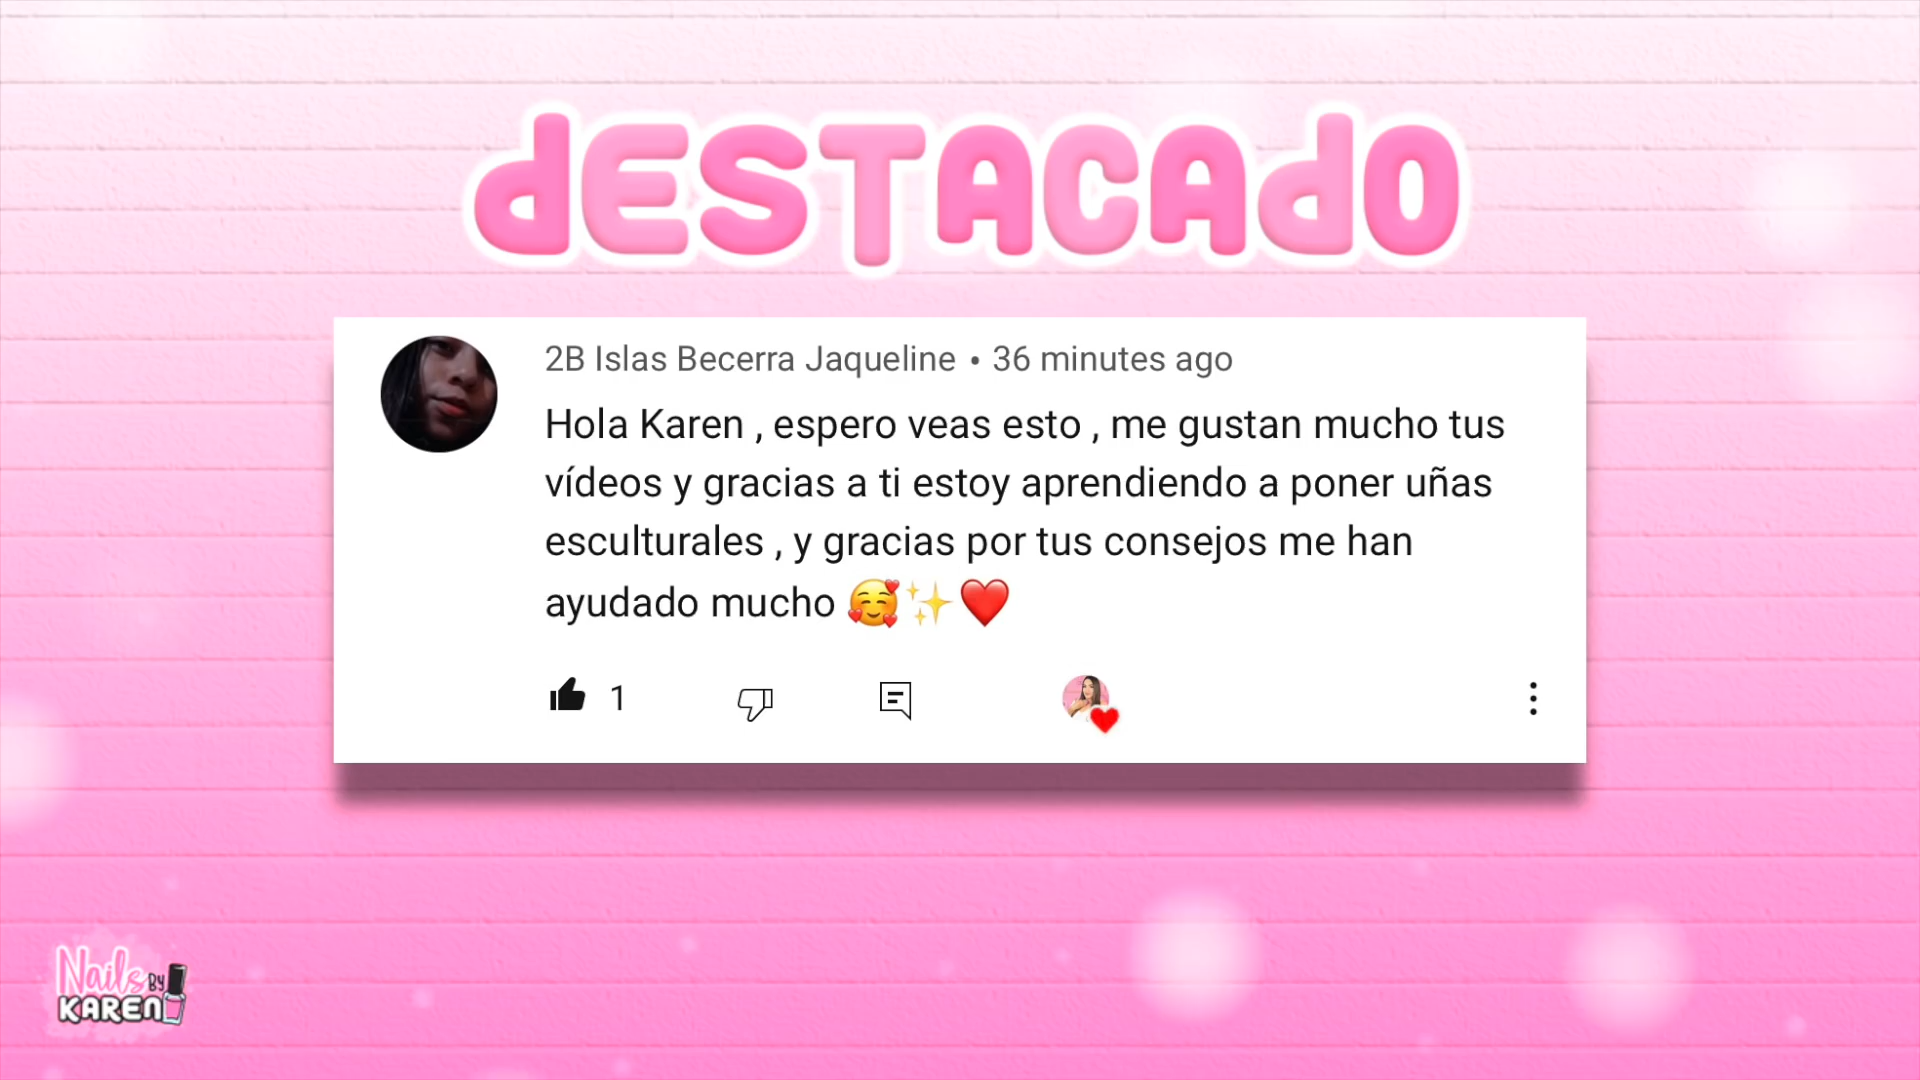 dESTACAdO
2B Islas Becerra Jaqueline • 36 minutes ago
Hola Karen , espero veas esto , me gustan mucho tus
vídeos y gracias a ti estoy aprendiendo a poner uñas
esculturales , y gracias por tus consejos me han
ayudado mucho 🥰✨❤️
1
Nails BY
KAREN